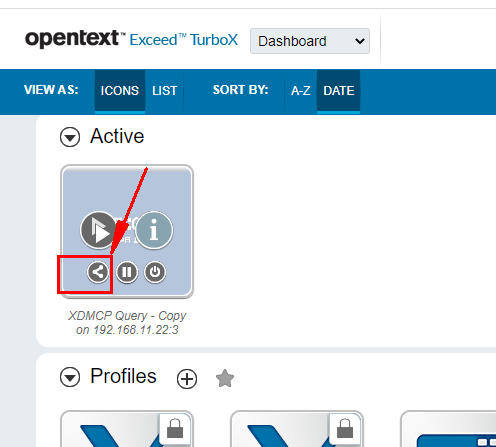 opentext™ Exceed™ TurboX
Dashboard
VIEW AS: ICONS LIST SORT BY: A-Z DATE
Active
XDMCP Query - Copy
on 192.168.11.22:3
Profiles